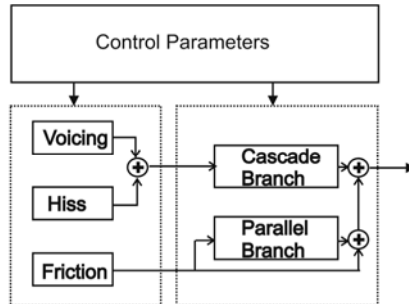 Control Parameters
Voicing
Hiss
Friction
Cascade
Branch
Parallel
Branch